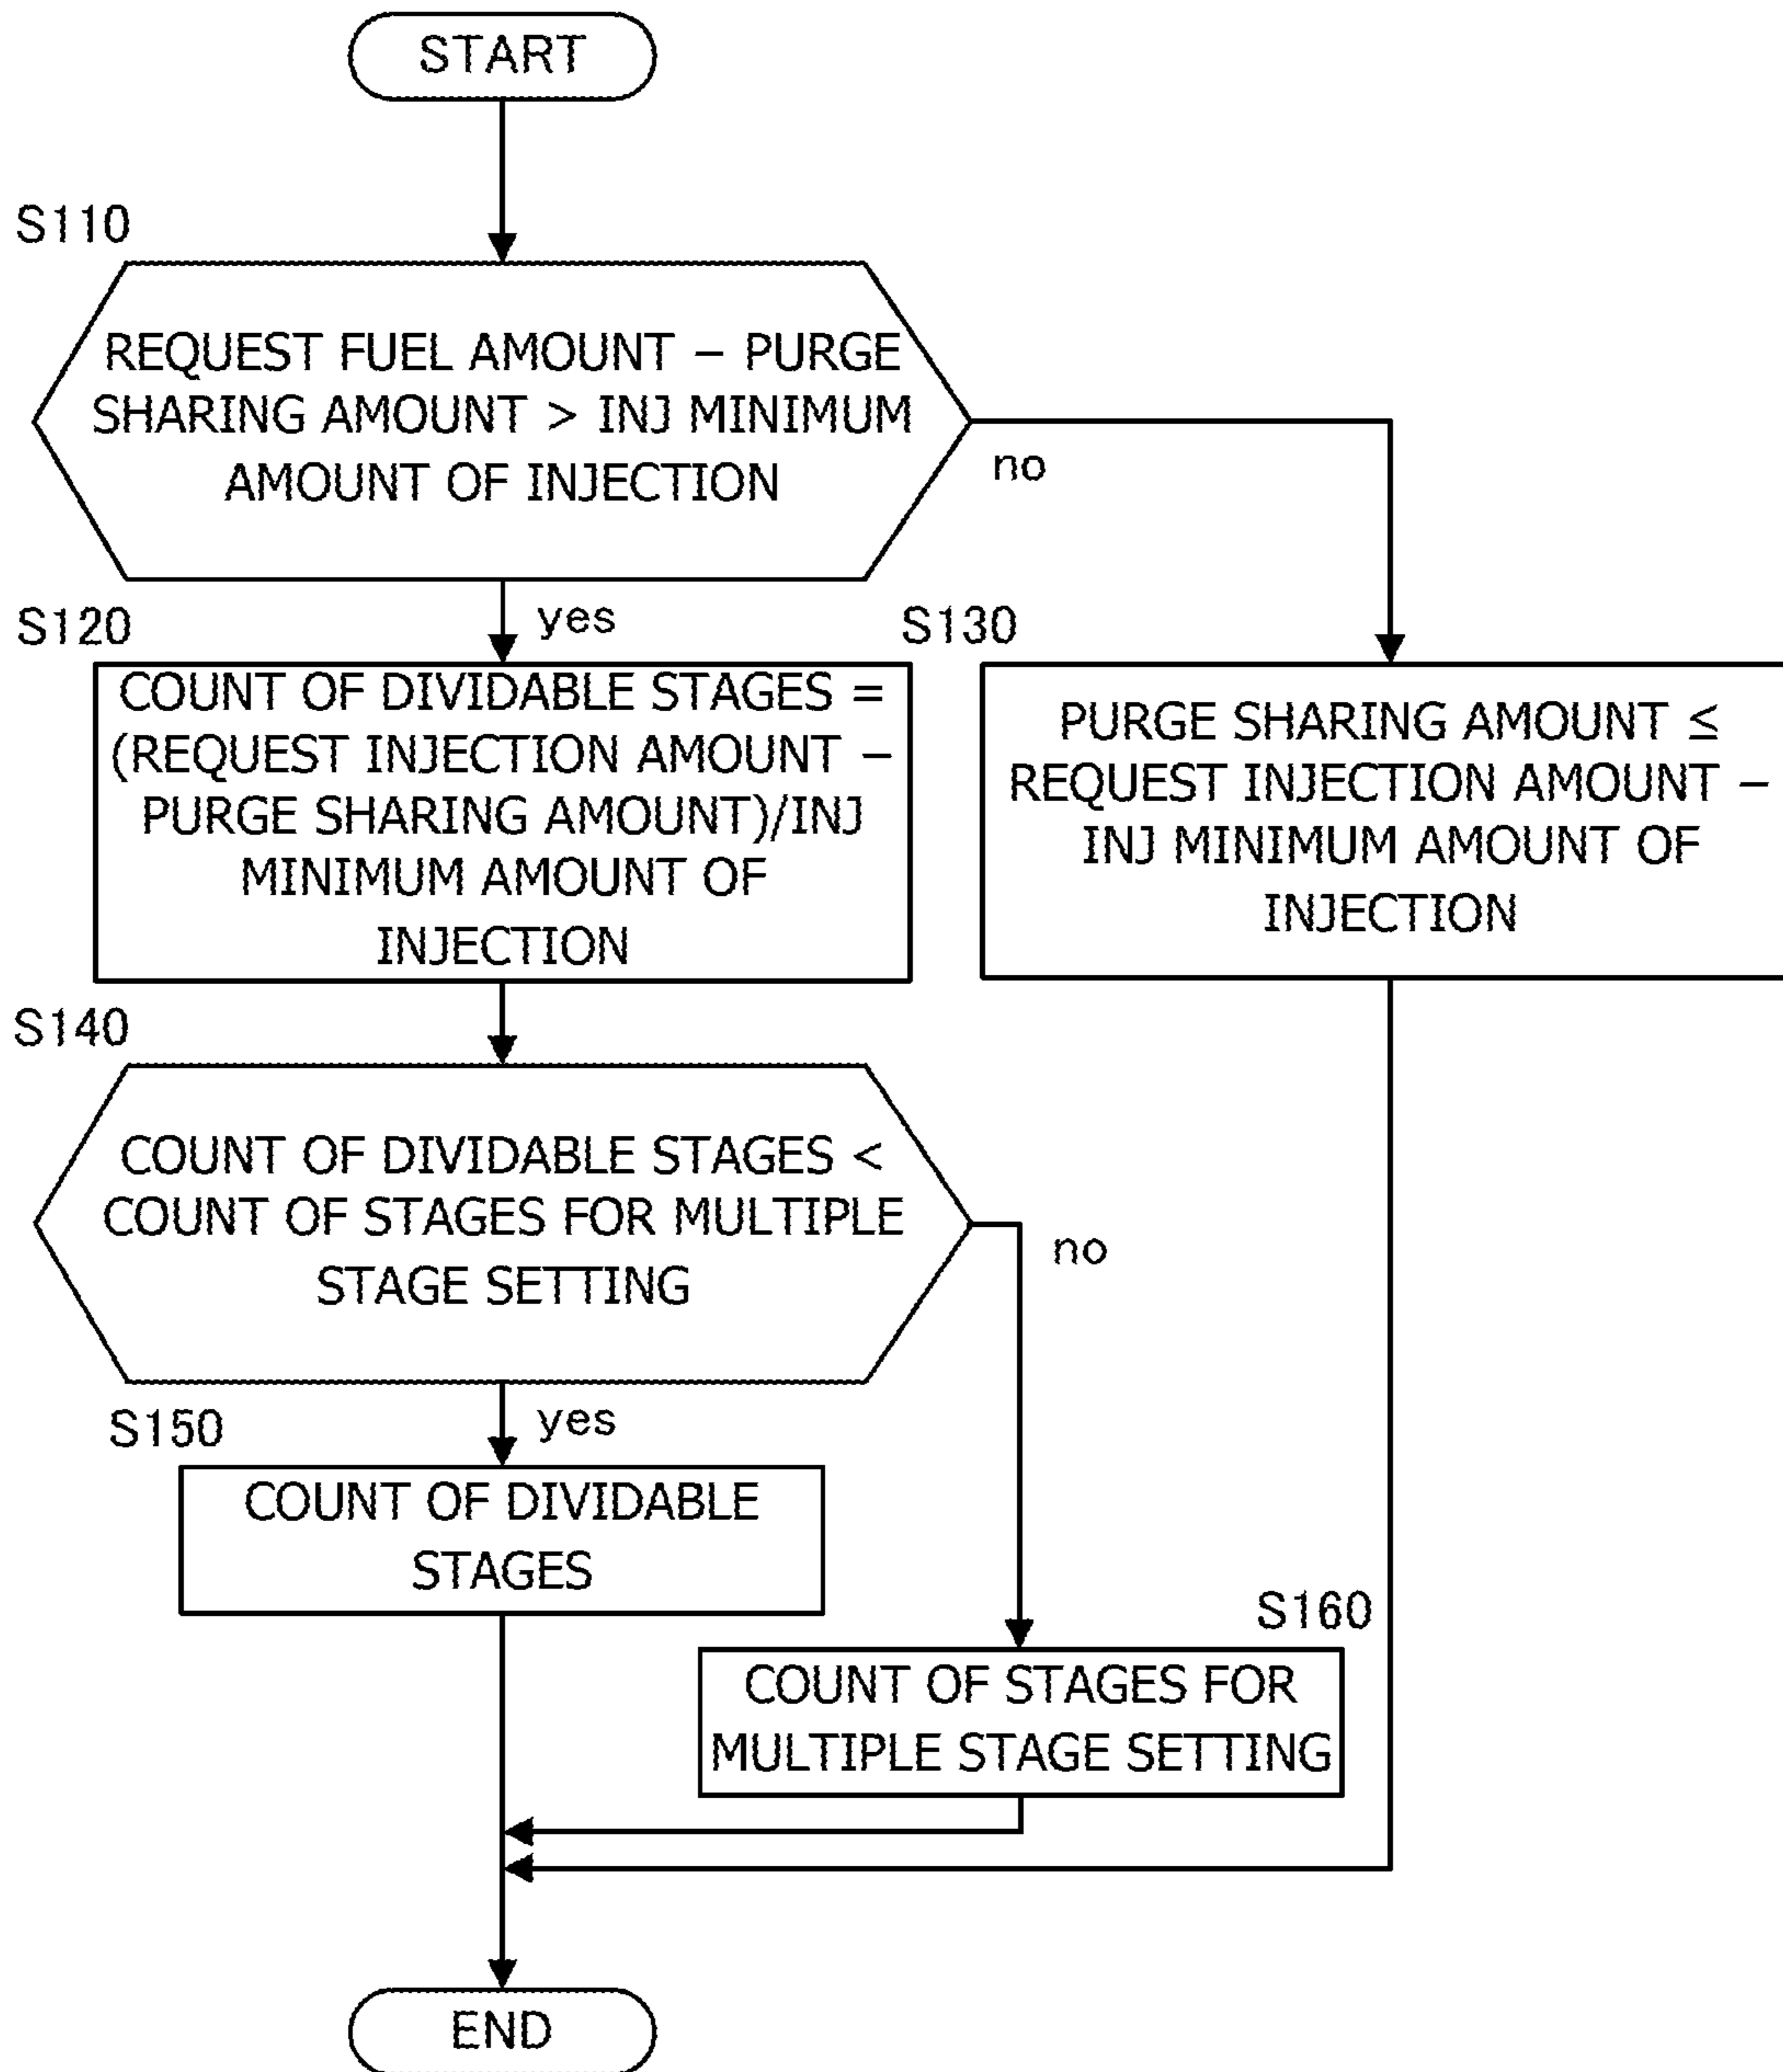 START
S110
REQUEST FUEL AMOUNT – PURGE
SHARING AMOUNT > INJ MINIMUM
AMOUNT OF INJECTION
no
yes
S120
COUNT OF DIVIDABLE STAGES =
(REQUEST INJECTION AMOUNT –
PURGE SHARING AMOUNT)/INJ
MINIMUM AMOUNT OF
INJECTION
S130
PURGE SHARING AMOUNT ≤
REQUEST INJECTION AMOUNT –
INJ MINIMUM AMOUNT OF
INJECTION
S140
COUNT OF DIVIDABLE STAGES <
COUNT OF STAGES FOR MULTIPLE
STAGE SETTING
no
yes
S150
COUNT OF DIVIDABLE
STAGES
S160
COUNT OF STAGES FOR
MULTIPLE STAGE SETTING
END